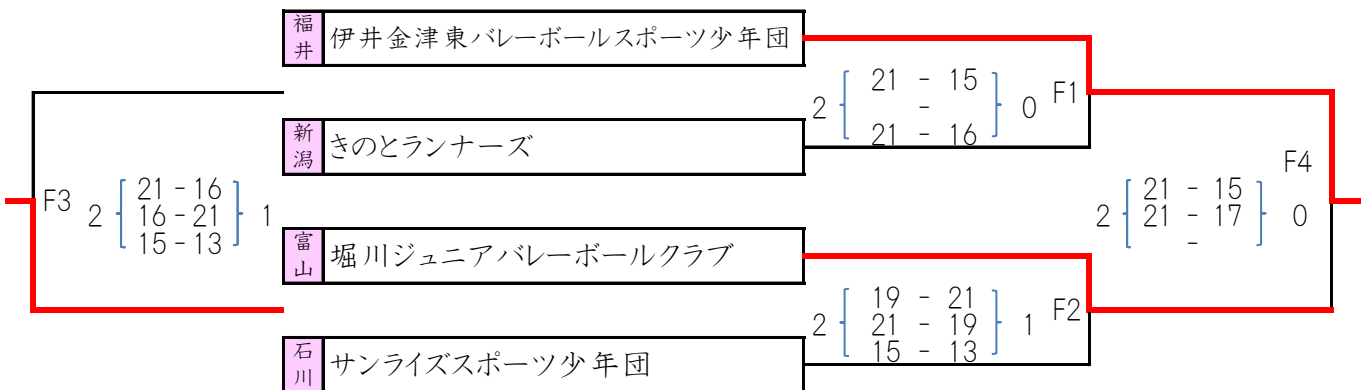 福井 伊井金津東バレーボールスポーツ少年団
2 21 - 15 0 F1
-
21 - 16
新潟 きのとランナーズ
F4
F3 2 21 - 16 1
16 - 21
15 - 13
2 21 - 15 0
21 - 17
-
富山 堀川ジュニアバレーボールクラブ
2 19 - 21 1 F2
21 - 19
15 - 13
石川 サンライズスポーツ少年団